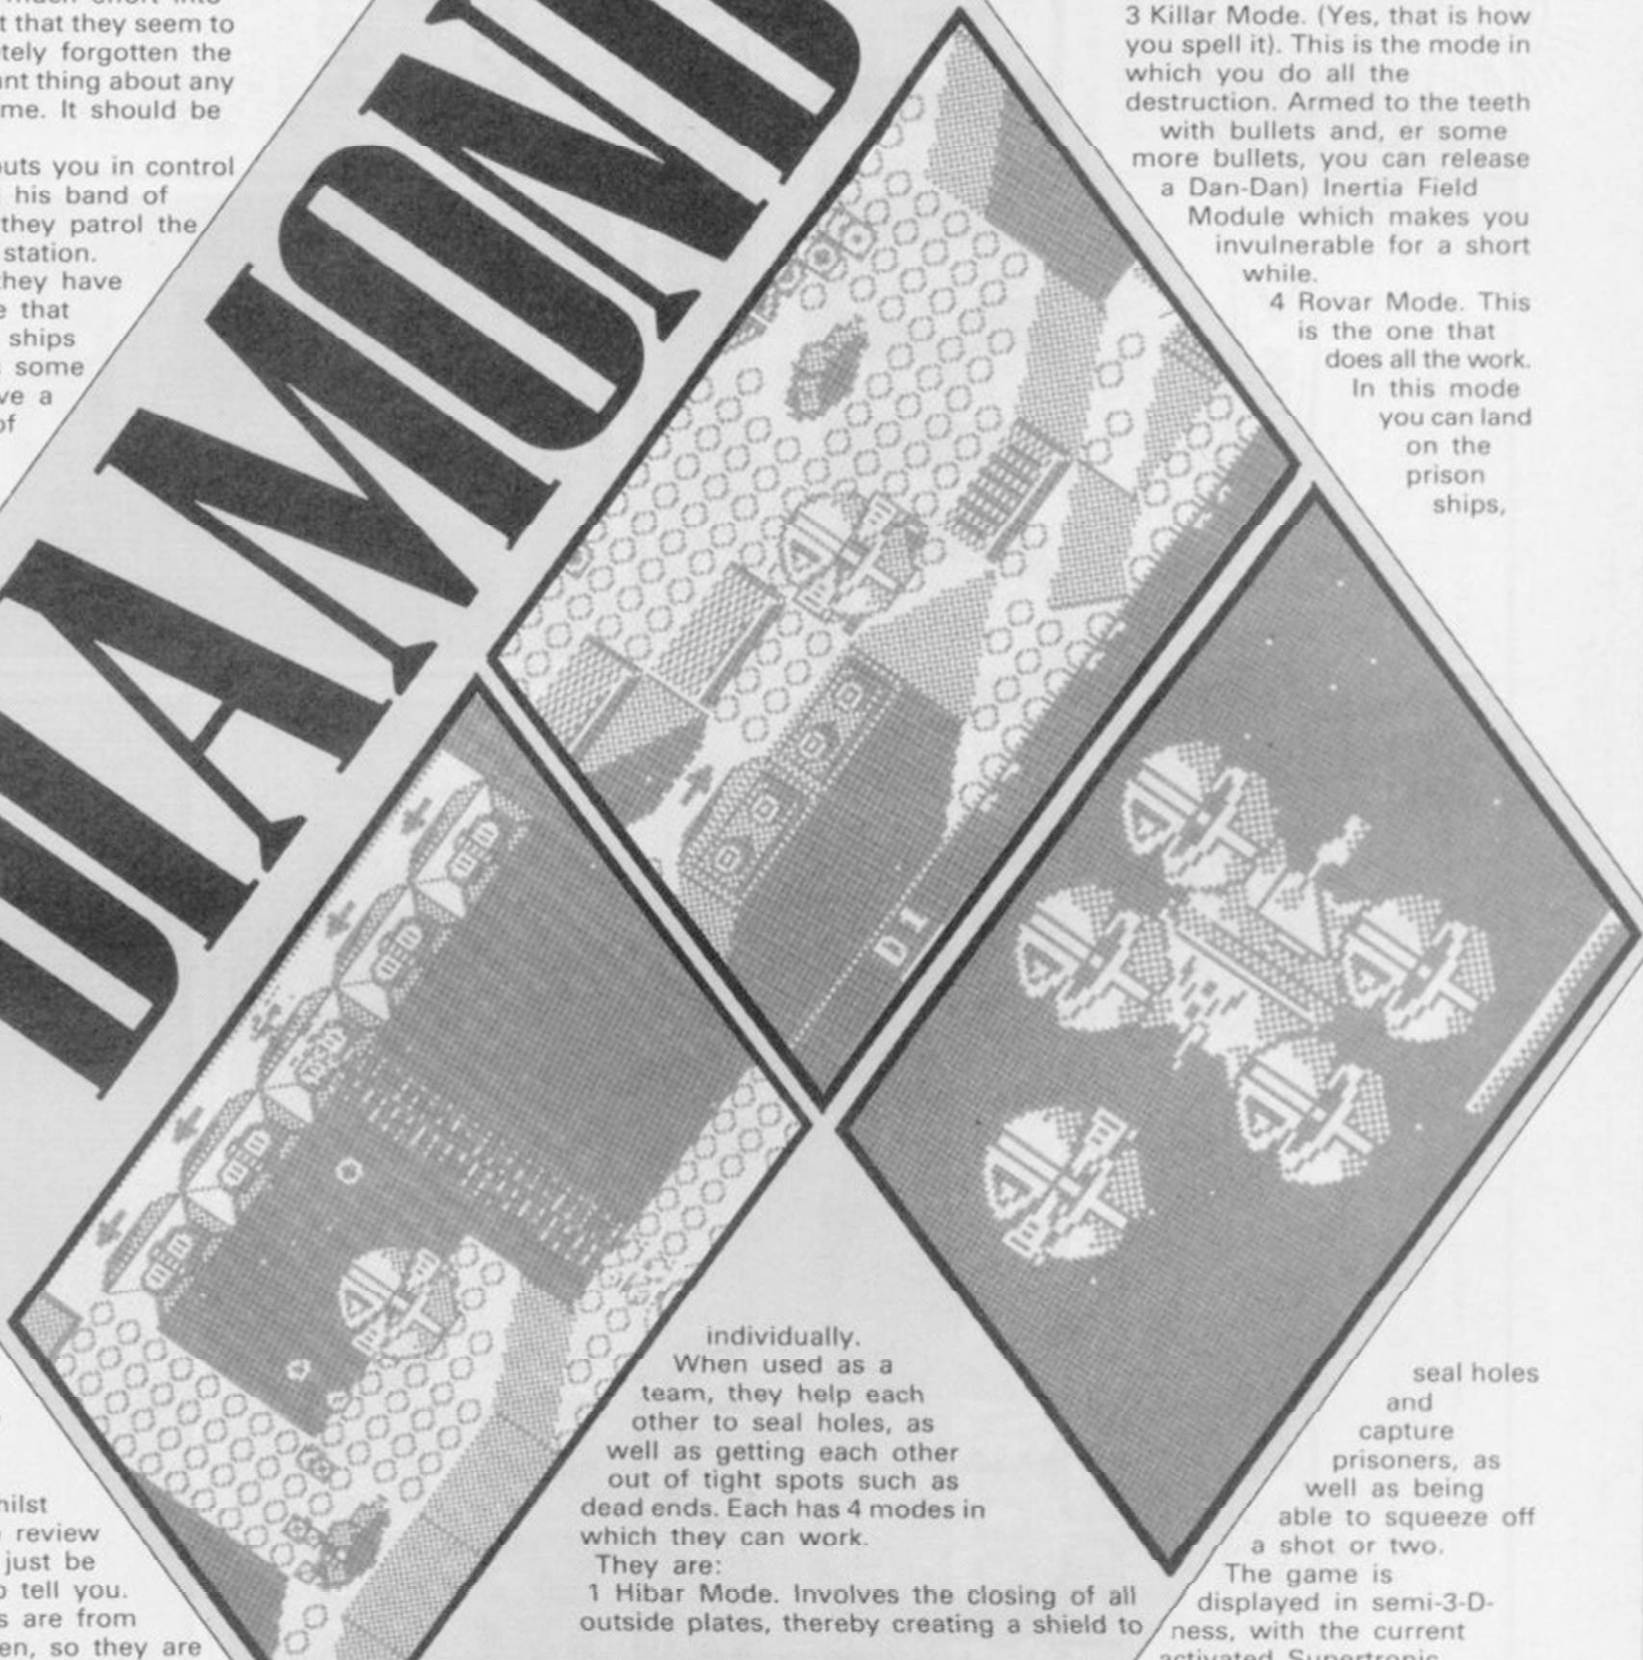 DIAMOND
t that they seem to
forgotten the
thing about any
me. It should be
you in control
his band of
they patrol the
station.
they have
that
ships
some
a
of
review
just be
tell you.
are from
so they are
individually.
When used as a
team, they help each
other to seal holes, as
well as getting each other
out of tight spots such as
dead ends. Each has 4 modes in
which they can work.
They are:
1 Hibar Mode. Involves the closing of all
outside plates, thereby creating a shield to
3 Killar Mode. (Yes, that is how
you spell it). This is the mode in
which you do all the
destruction. Armed to the teeth
with bullets and, er some
more bullets, you can release
a Dan-Dan) Inertia Field
Module which makes you
invulnerable for a short
while.
4 Rovar Mode. This
is the one that
does all the work.
In this mode
you can land
on the
prison
ships,
seal holes
and
capture
prisoners, as
well as being
able to squeeze off
a shot or two.
The game is
displayed in semi-3-D-
ness, with the current
activated Supertronic
D1